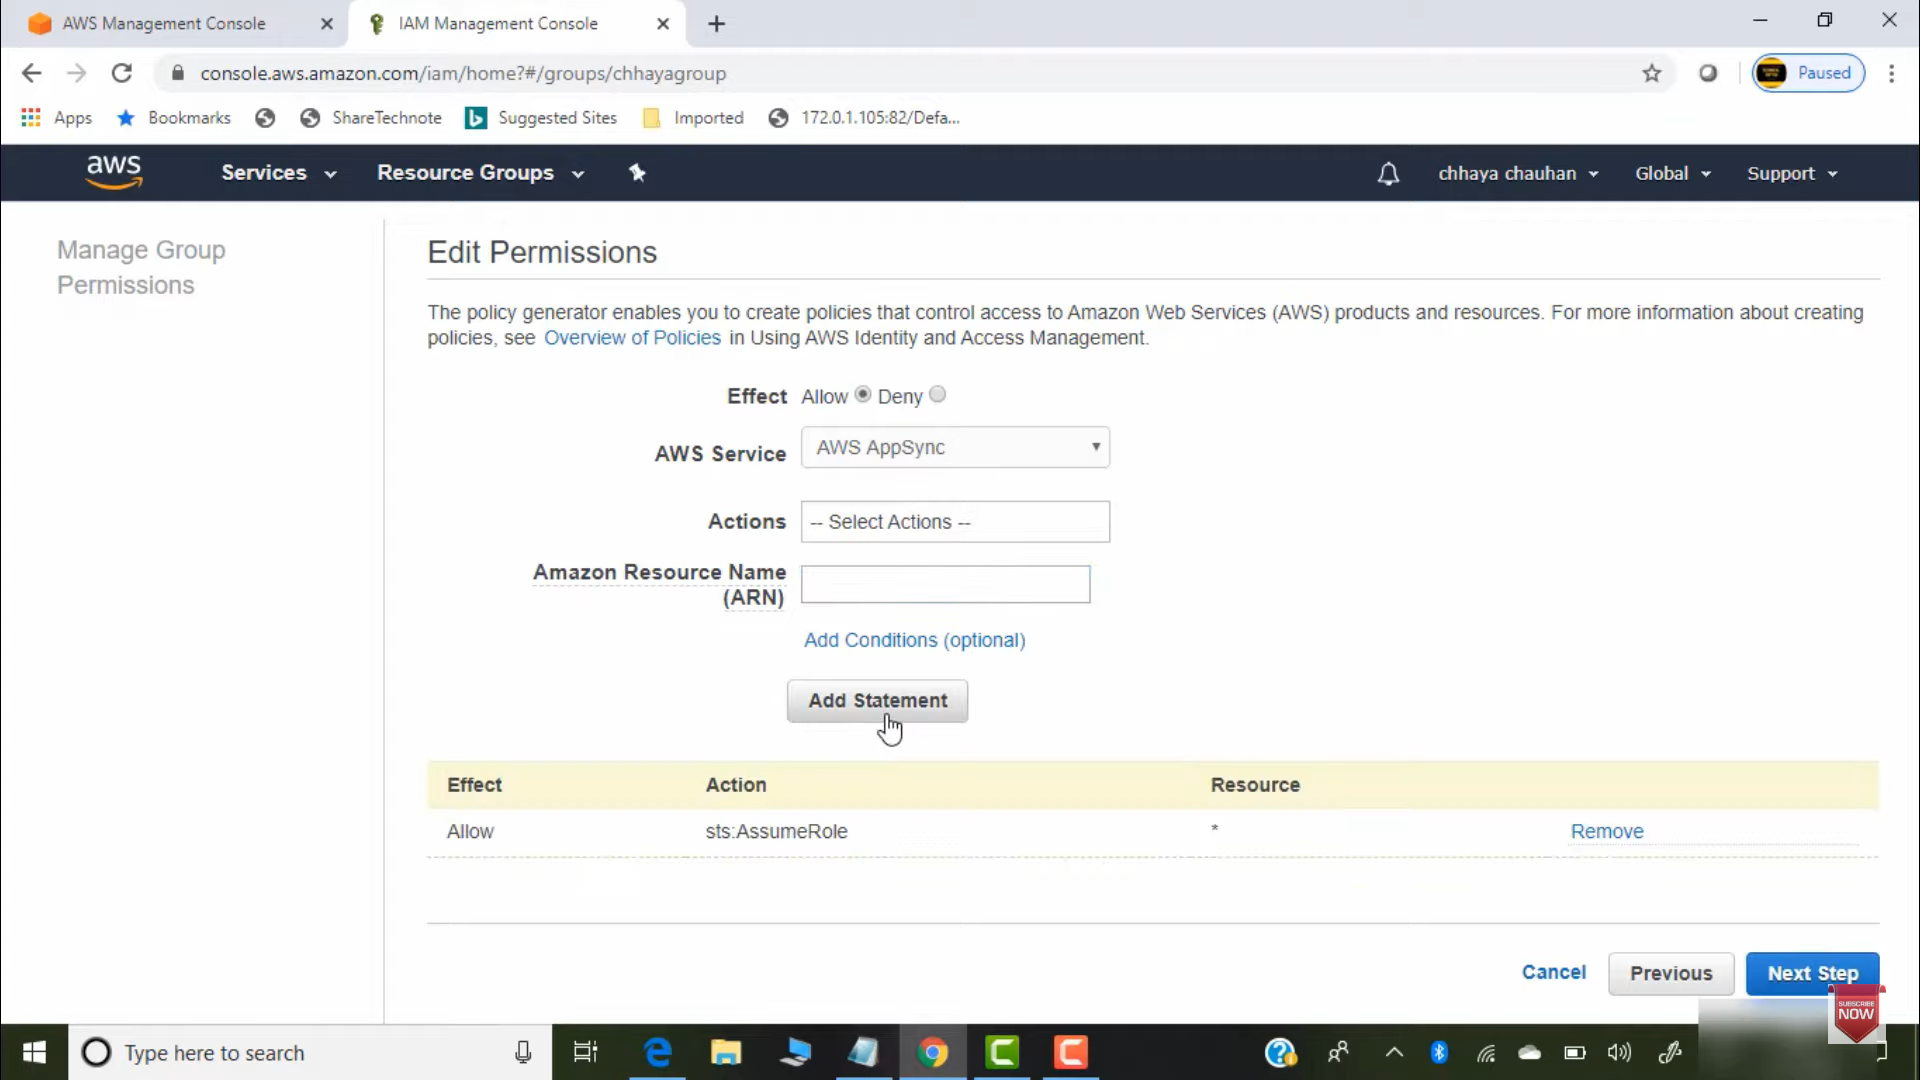 AWS Management Console
IAM Management Console
console.aws.amazon.com/iam/home?#/groups/chhayagroup
Paused
Apps
Bookmarks
ShareTechnote
Suggested Sites
Imported
172.0.1.105:82/Defa...
aws
Services
Resource Groups
chhaya chauhan
Global
Support
Manage Group
Permissions
Edit Permissions
The policy generator enables you to create policies that control access to Amazon Web Services (AWS) products and resources. For more information about creating
policies, see Overview of Policies in Using AWS Identity and Access Management.
Effect Allow Deny
AWS Service AWS AppSync
Actions -- Select Actions --
Amazon Resource Name
(ARN)
Add Conditions (optional)
Add Statement
Effect Action Resource
Allow sts:AssumeRole * Remove
Cancel Previous Next Step
SUBSCRIBE
NOW
Type here to search